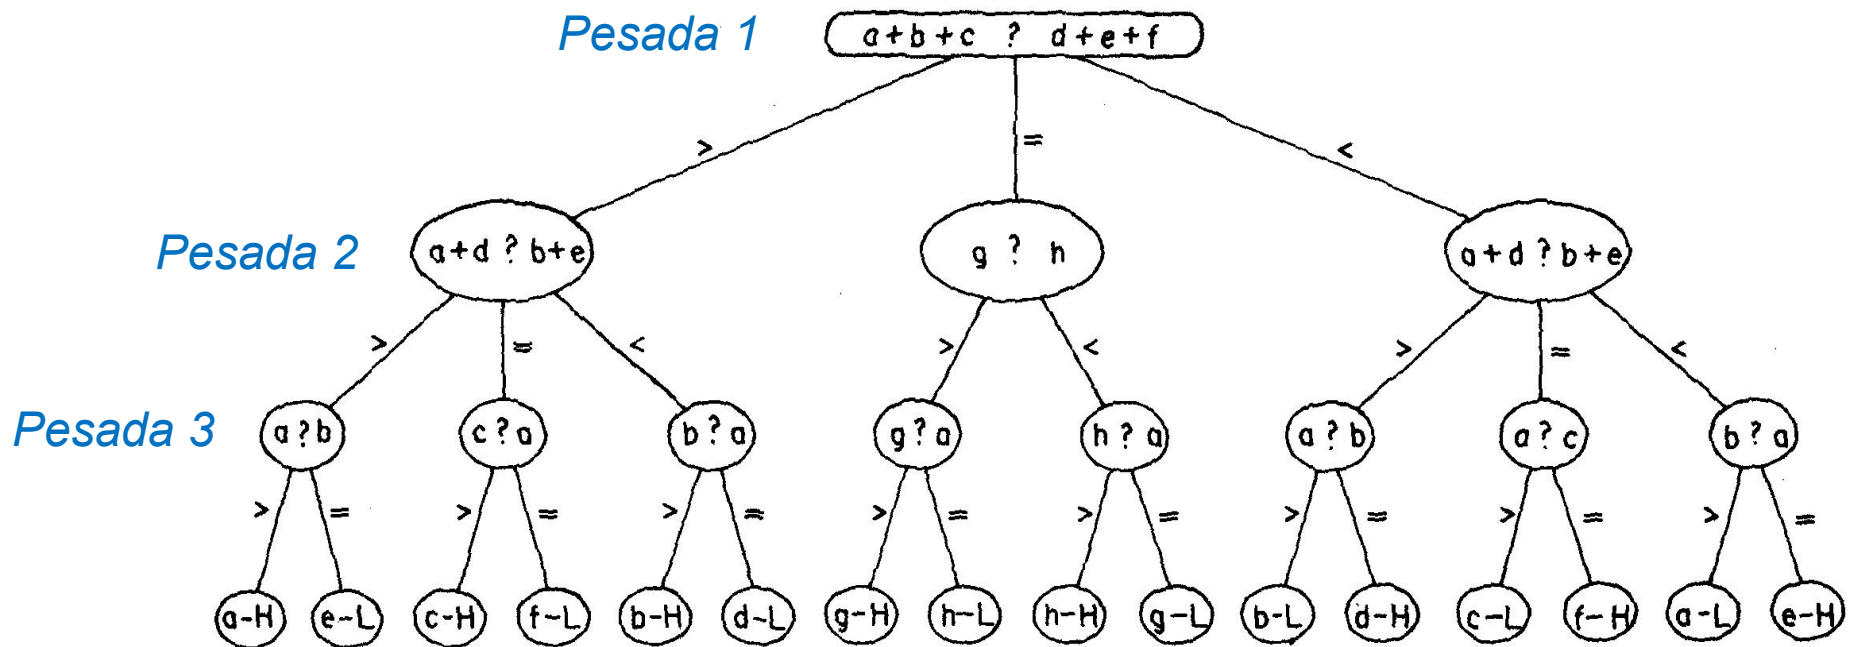 Pesada 1 a+b+c ? d+e+f
> = <
Pesada 2 a+d ? b+e g ? h a+d ? b+e
> = < > < > = <
Pesada 3 a ? b c ? a b ? a g ? a h ? a a ? b a ? c b ? a
> = > = > = > = > = > = > = > =
a-H e-L c-H f-L b-H d-L g-H h-L h-H g-L b-L d-H c-L f-H a-L e-H